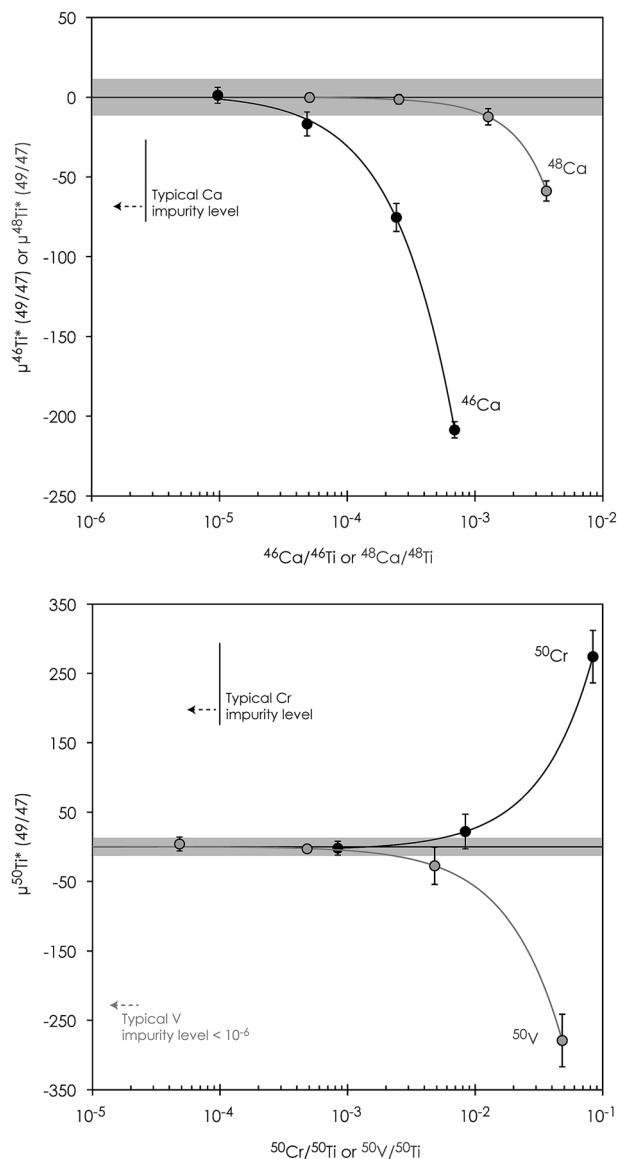 50
0
-50
-100
-150
-200
-250
μ⁴⁶Ti* (49/47) or μ⁴⁸Ti* (49/47)
Typical Ca
impurity level
⁴⁸Ca
⁴⁶Ca
10⁻⁶ 10⁻⁵ 10⁻⁴ 10⁻³ 10⁻²
⁴⁶Ca/⁴⁶Ti or ⁴⁸Ca/⁴⁸Ti
350
250
150
50
-50
-150
-250
-350
μ⁵⁰Ti* (49/47)
⁵⁰Cr
Typical Cr
impurity level
Typical V
impurity level < 10⁻⁶
⁵⁰V
10⁻⁵ 10⁻⁴ 10⁻³ 10⁻² 10⁻¹
⁵⁰Cr/⁵⁰Ti or ⁵⁰V/⁵⁰Ti